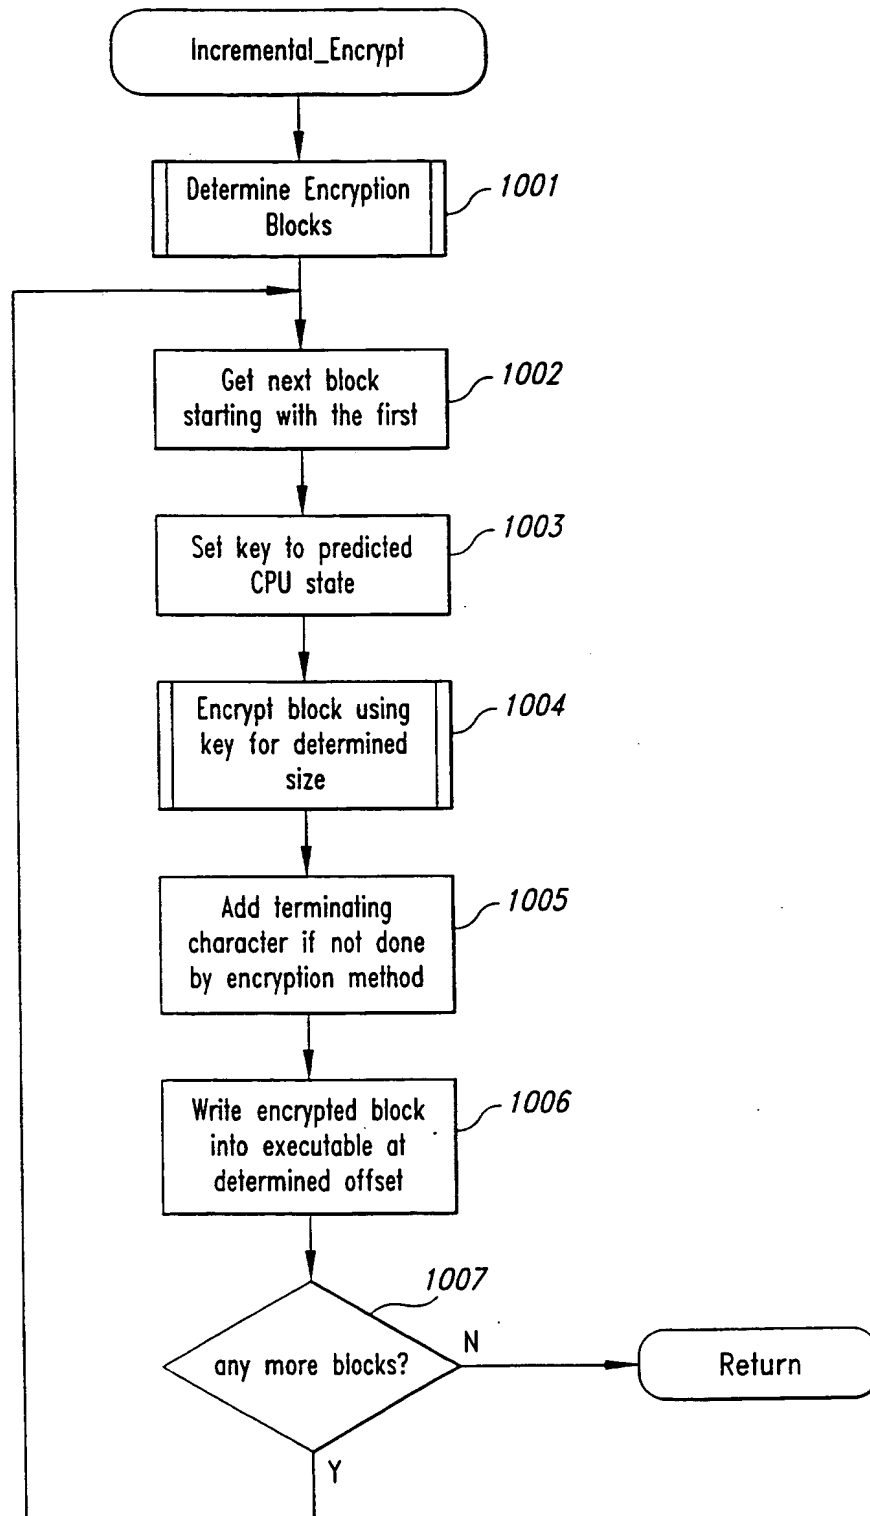 Incremental_Encrypt
Determine Encryption
Blocks
1001
Get next block
starting with the first
1002
Set key to predicted
CPU state
1003
Encrypt block using
key for determined
size
1004
Add terminating
character if not done
by encryption method
1005
Write encrypted block
into executable at
determined offset
1006
any more blocks?
1007
N
Return
Y